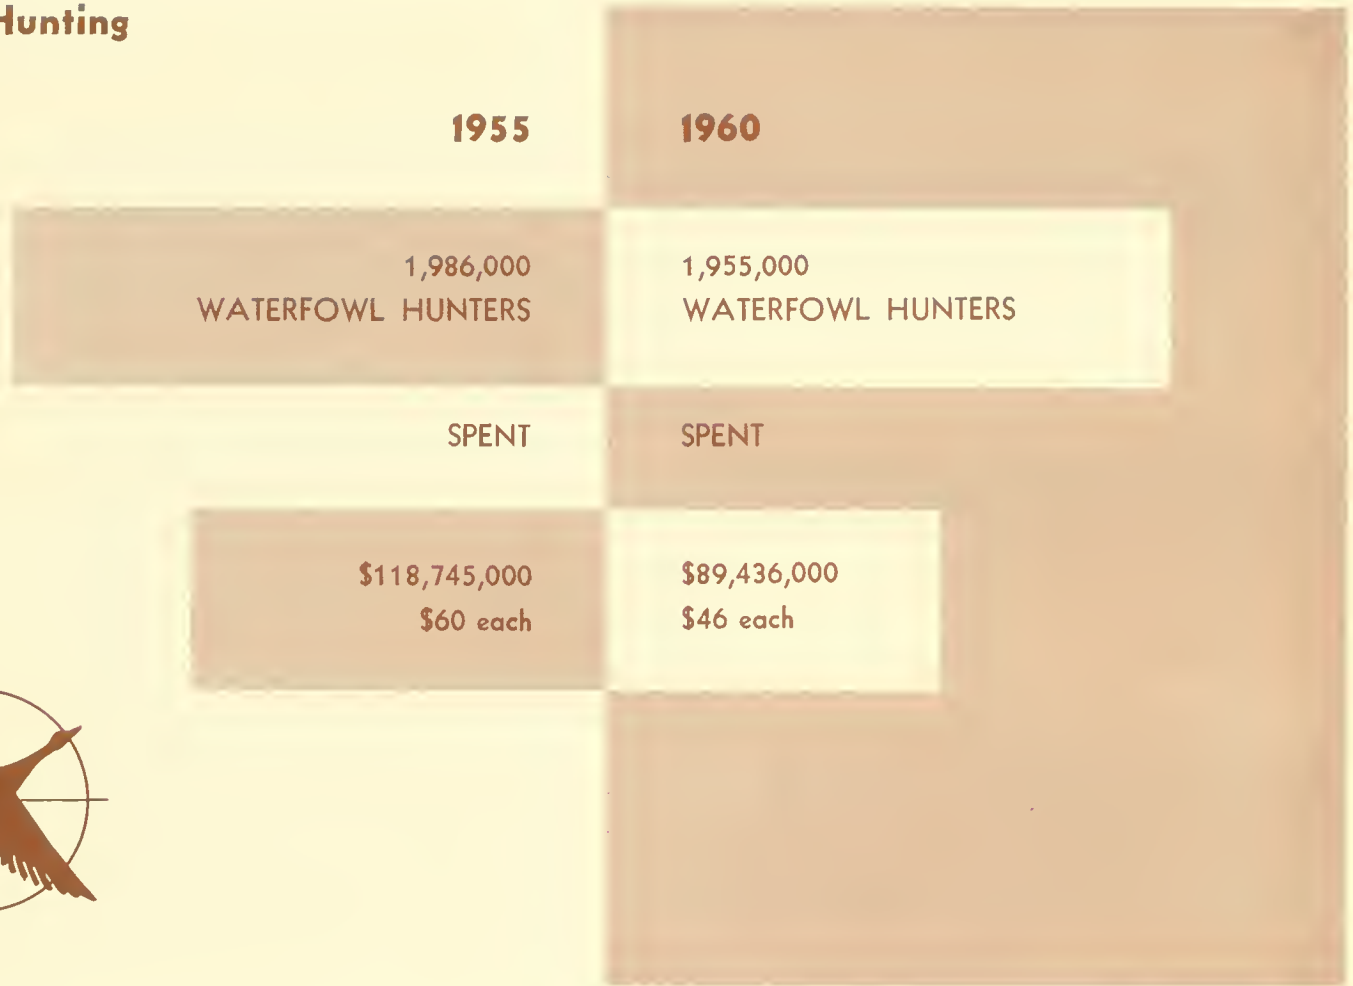 Hunting
1955
1960
1,986,000
WATERFOWL HUNTERS
1,955,000
WATERFOWL HUNTERS
SPENT
SPENT
$118,745,000
$60 each
$89,436,000
$46 each